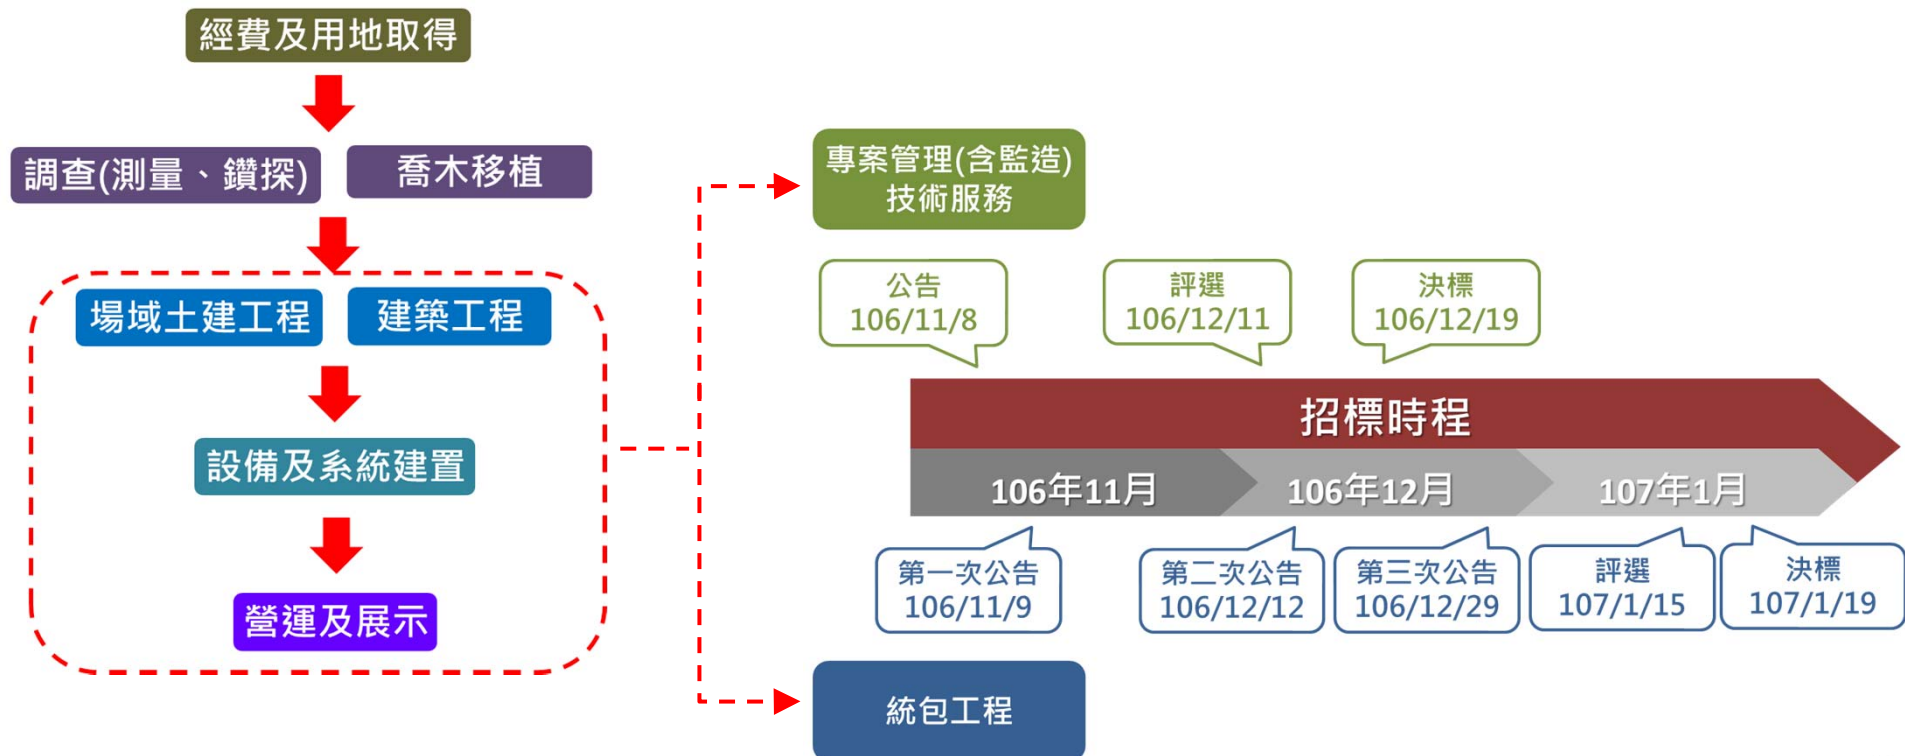 經費及用地取得
調查(測量、鑽探)
喬木移植
場域土建工程
建築工程
設備及系統建置
營運及展示
專案管理(含監造)
技術服務
公告
106/11/8
評選
106/12/11
決標
106/12/19
招標時程
106年11月
106年12月
107年1月
第一次公告
106/11/9
第二次公告
106/12/12
第三次公告
106/12/29
評選
107/1/15
決標
107/1/19
統包工程